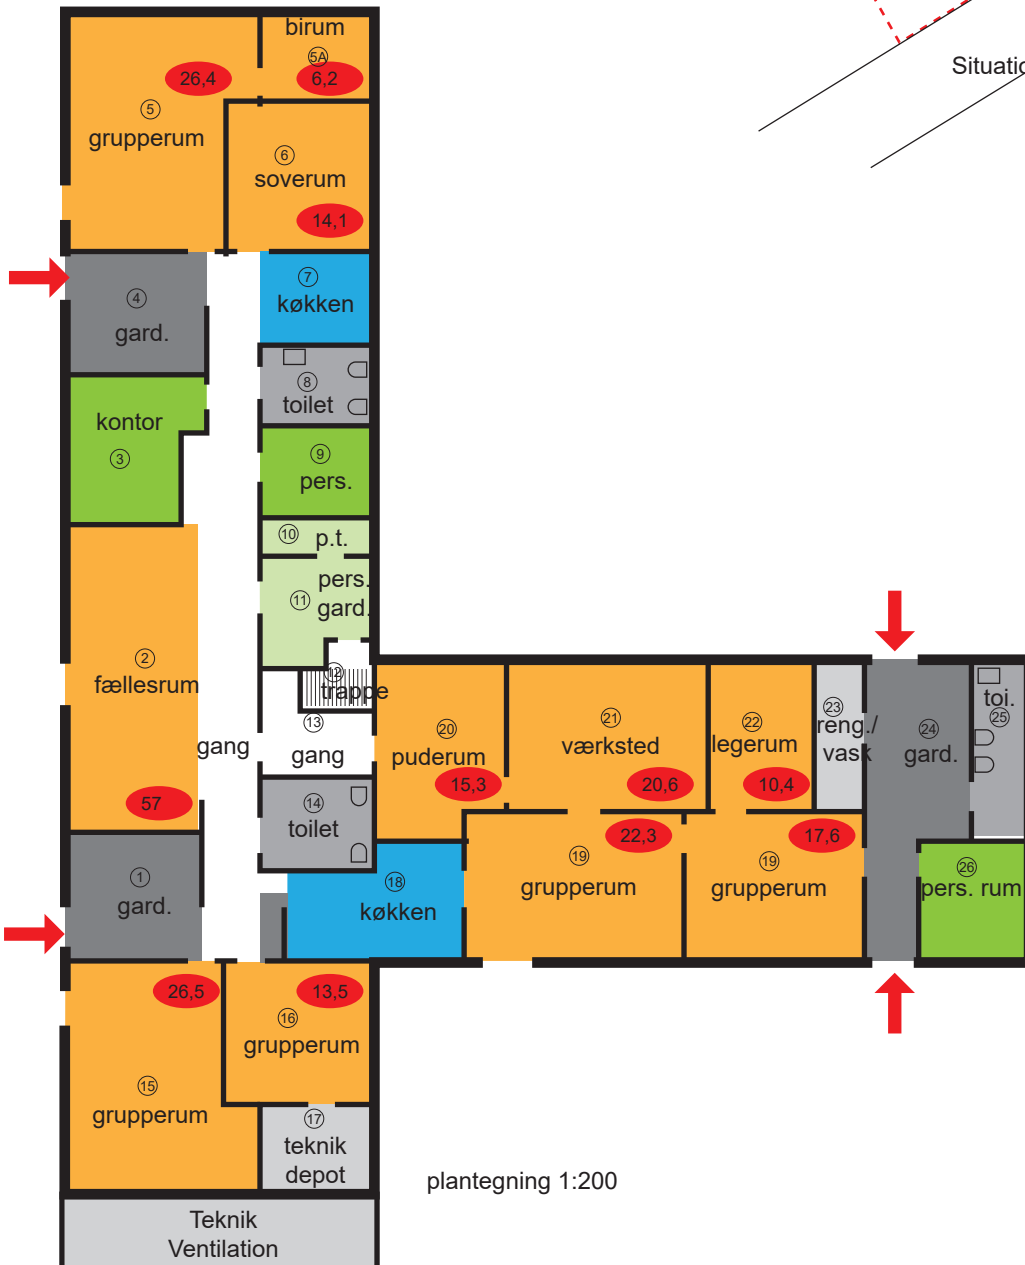 birum
5A
26,4
6,2
Situatio
5
grupperum
6
soverum
14,1
7
køkken
4
gard.
8
toilet
kontor
3
9
pers.
10
p.t.
pers.
11
gard.
2
fællesrum
12
trappe
13
gang
gang
57
14
toilet
20
puderum
15,3
21
værksted
20,6
22
legerum
10,4
23
reng./
vask
24
gard.
toi.
25
1
gard.
18
køkken
22,3
19
grupperum
17,6
19
grupperum
26
pers. rum
26,5
13,5
16
grupperum
15
grupperum
17
teknik
depot
plantegning 1:200
Teknik
Ventilation